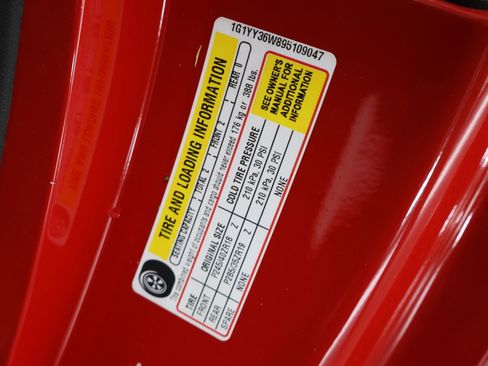 1G1YY36W895109047
TIRE AND LOADING INFORMATION
SEATING CAPACITY TOTAL 2 FRONT 2 REAR 0
The combined weight of occupants and cargo should never exceed 176 kg or 388 lbs.
TIRE ORIGINAL SIZE COLD TIRE PRESSURE
FRONT P245/40ZR18 Z 210 kPa, 30 PSI
REAR P285/35ZR19 Z 210 kPa, 30 PSI
SPARE NONE NONE
SEE OWNER'S
MANUAL FOR
ADDITIONAL
INFORMATION